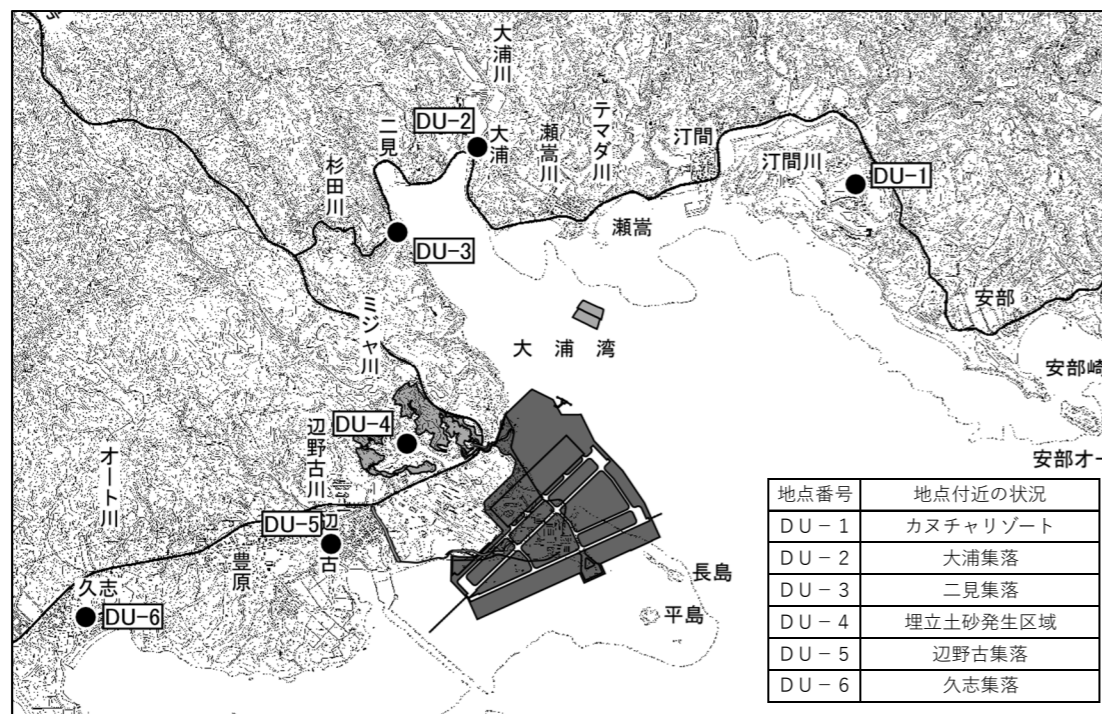 大浦川
DU-2
二見
大浦
瀬嵩川
テマダ川
汀間
汀間川
DU-1
杉田川
瀬嵩
DU-3
安部
ミジャ川
大浦湾
安部崎
DU-4
辺野古川
オート川
安部オー
DU-5
辺
古
豊原
長島
久志
平島
DU-6
地点番号 地点付近の状況
DU-1 カヌチャリゾート
DU-2 大浦集落
DU-3 二見集落
DU-4 埋立土砂発生区域
DU-5 辺野古集落
DU-6 久志集落